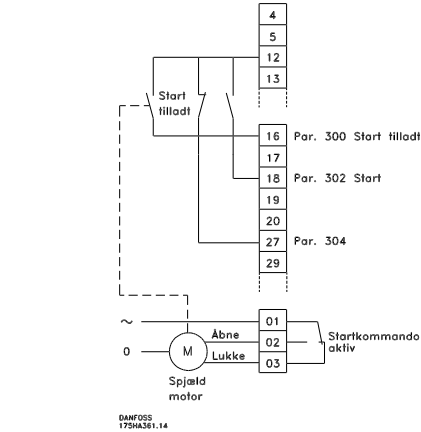 4
5
12
13
Start
tilladt
16 Par. 300 Start tilladt
17
18 Par. 302 Start
19
20
27 Par. 304
29
~ 01
Åbne 02 Startkommando
aktiv
0 M
Lukke 03
Spjæld
motor
DANFOSS
175HA361.14